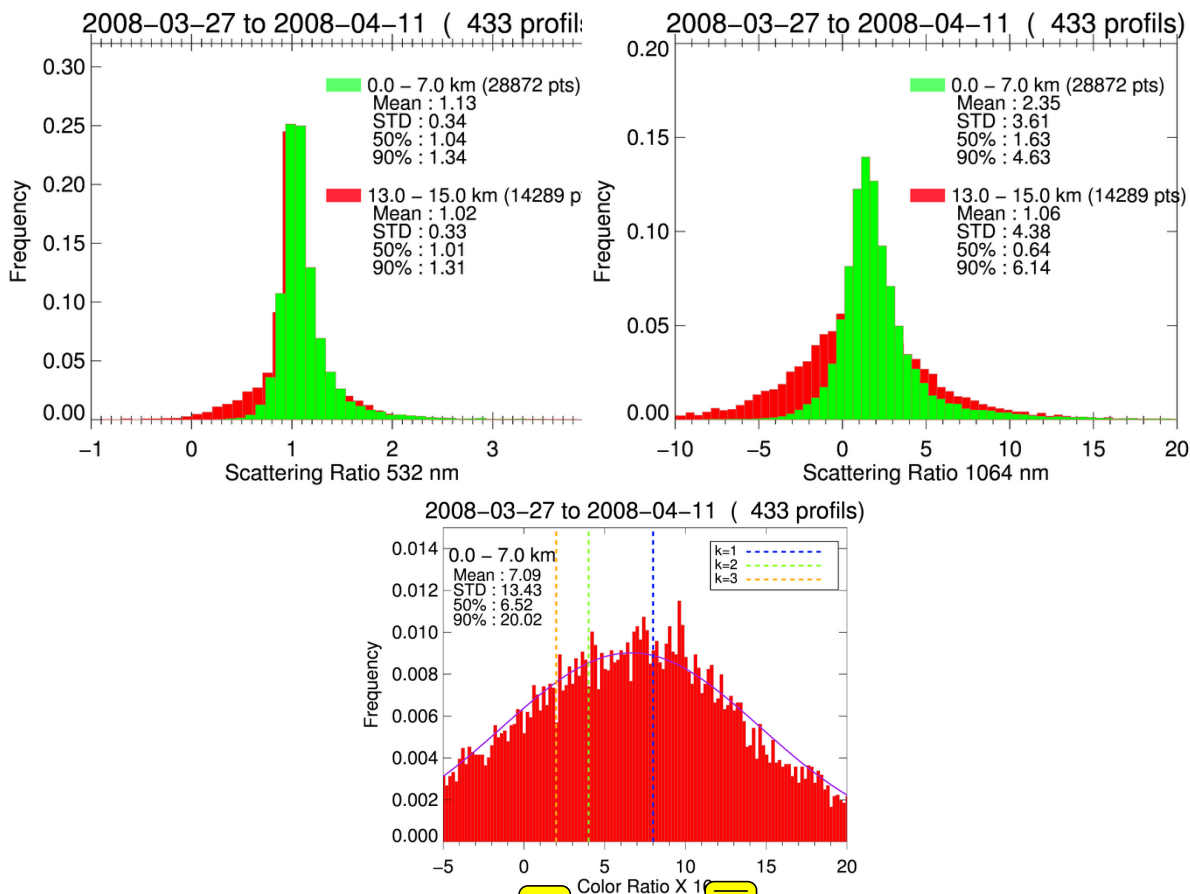 2008−03−27 to 2008−04−11 ( 433 profils
0.30
0.25
0.20
0.15
0.10
0.05
0.00
Frequency
0.0 − 7.0 km (28872 pts)
Mean : 1.13
STD : 0.34
50% : 1.04
90% : 1.34
13.0 − 15.0 km (14289 pt
Mean : 1.02
STD : 0.33
50% : 1.01
90% : 1.31
−1 0 1 2 3
Scattering Ratio 532 nm
2008−03−27 to 2008−04−11 ( 433 profils)
0.20
0.15
0.10
0.05
0.00
Frequency
0.0 − 7.0 km (28872 pts)
Mean : 2.35
STD : 3.61
50% : 1.63
90% : 4.63
13.0 − 15.0 km (14289 pts)
Mean : 1.06
STD : 4.38
50% : 0.64
90% : 6.14
−10 −5 0 5 10 15 20
Scattering Ratio 1064 nm
2008−03−27 to 2008−04−11 ( 433 profils)
0.014
0.012
0.010
0.008
0.006
0.004
0.002
0.000
Frequency
0.0 − 7.0 km
Mean : 7.09
STD : 13.43
50% : 6.52
90% : 20.02
k=1
k=2
k=3
−5 0 5 10 15 20
Color Ratio X